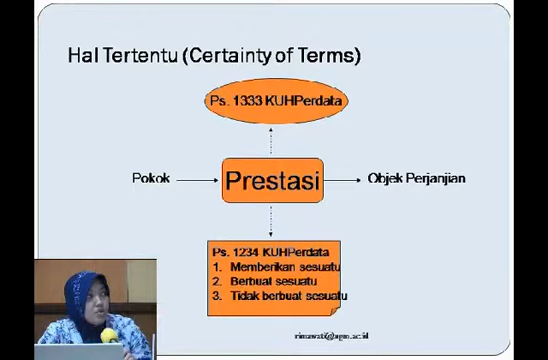 Hal Tertentu (Certainty of Terms)
Ps. 1333 KUHPerdata
Pokok
Prestasi
Objek Perjanjian
Ps. 1234 KUHPerdata
1. Memberikan sesuatu
2. Berbuat sesuatu
3. Tidak berbuat sesuatu
rimawati@ugm.ac.id